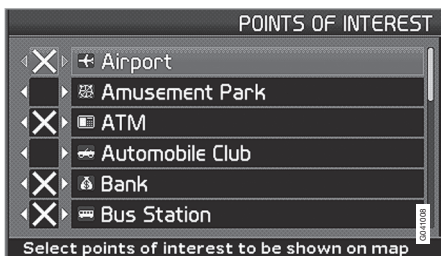 POINTS OF INTEREST
Airport
Amusement Park
ATM
Automobile Club
Bank
Bus Station
G041008
Select points of interest to be shown on map